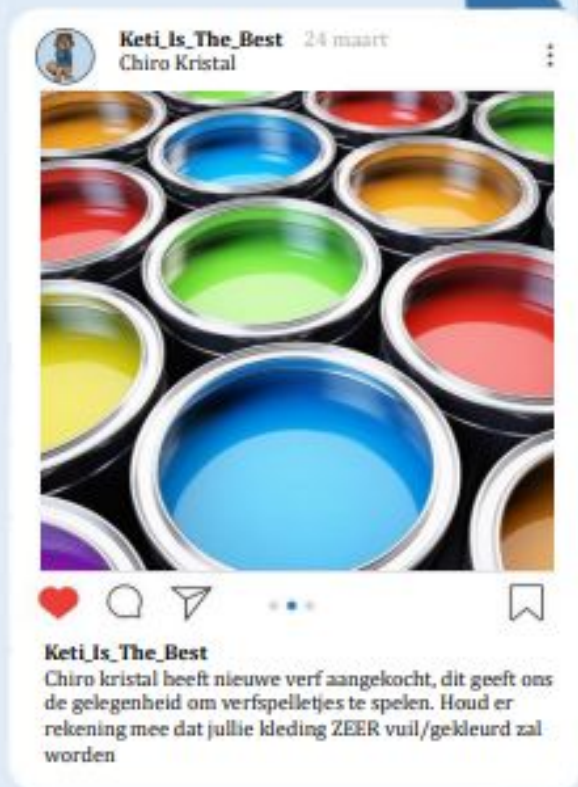 Keti_Is_The_Best 24 maart
Chiro Kristal
Keti_Is_The_Best
Chiro kristal heeft nieuwe verf aangekocht, dit geeft ons
de gelegenheid om verfspelletjes te spelen. Houd er
rekening mee dat jullie kleding ZEER vuil/gekleurd zal
worden